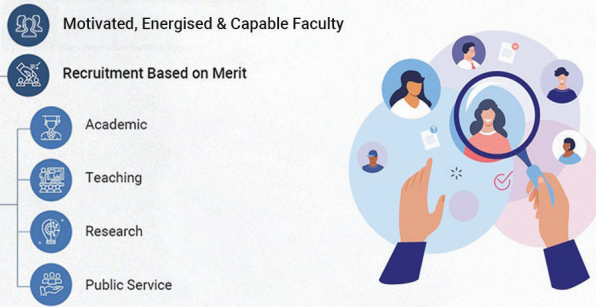 Motivated, Energised & Capable Faculty
Recruitment Based on Merit
Academic
Teaching
Research
Public Service